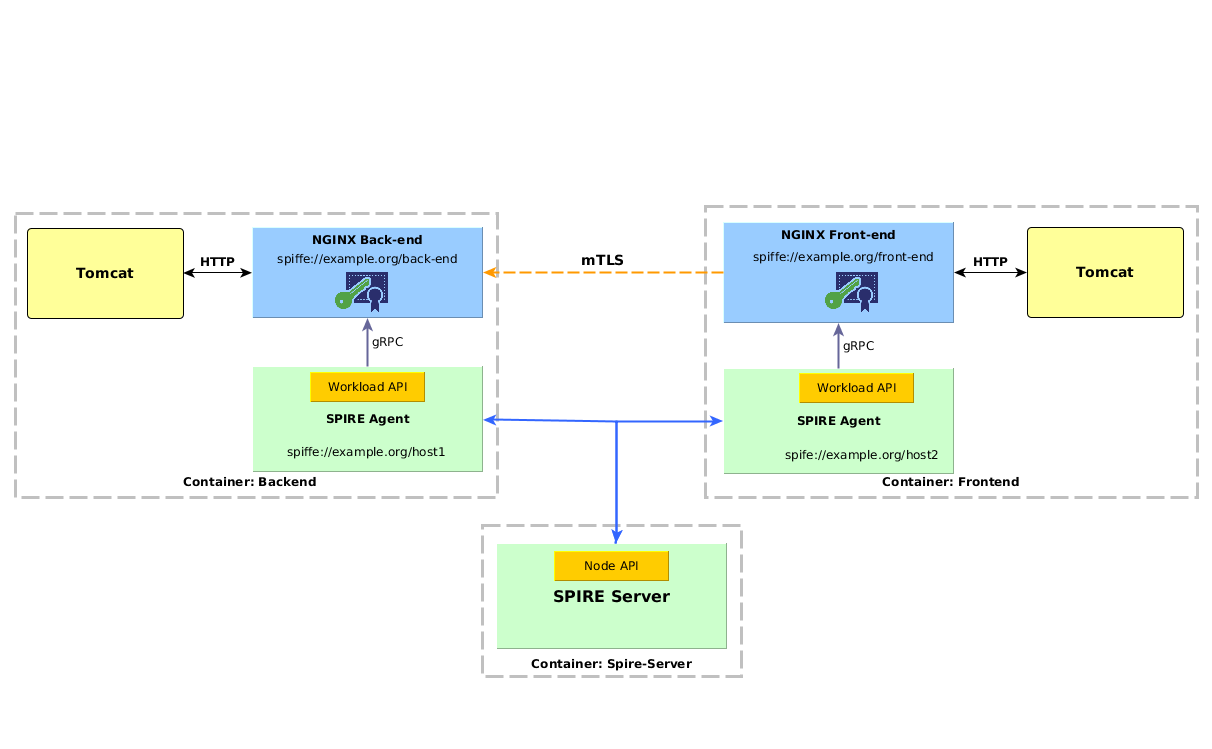 NGINX Back-end
spiffe://example.org/back-end
Tomcat
HTTP
gRPC
Workload API
SPIRE Agent
spiffe://example.org/host1
Container: Backend
mTLS
NGINX Front-end
spiffe://example.org/front-end
HTTP
Tomcat
gRPC
Workload API
SPIRE Agent
spife://example.org/host2
Container: Frontend
Node API
SPIRE Server
Container: Spire-Server